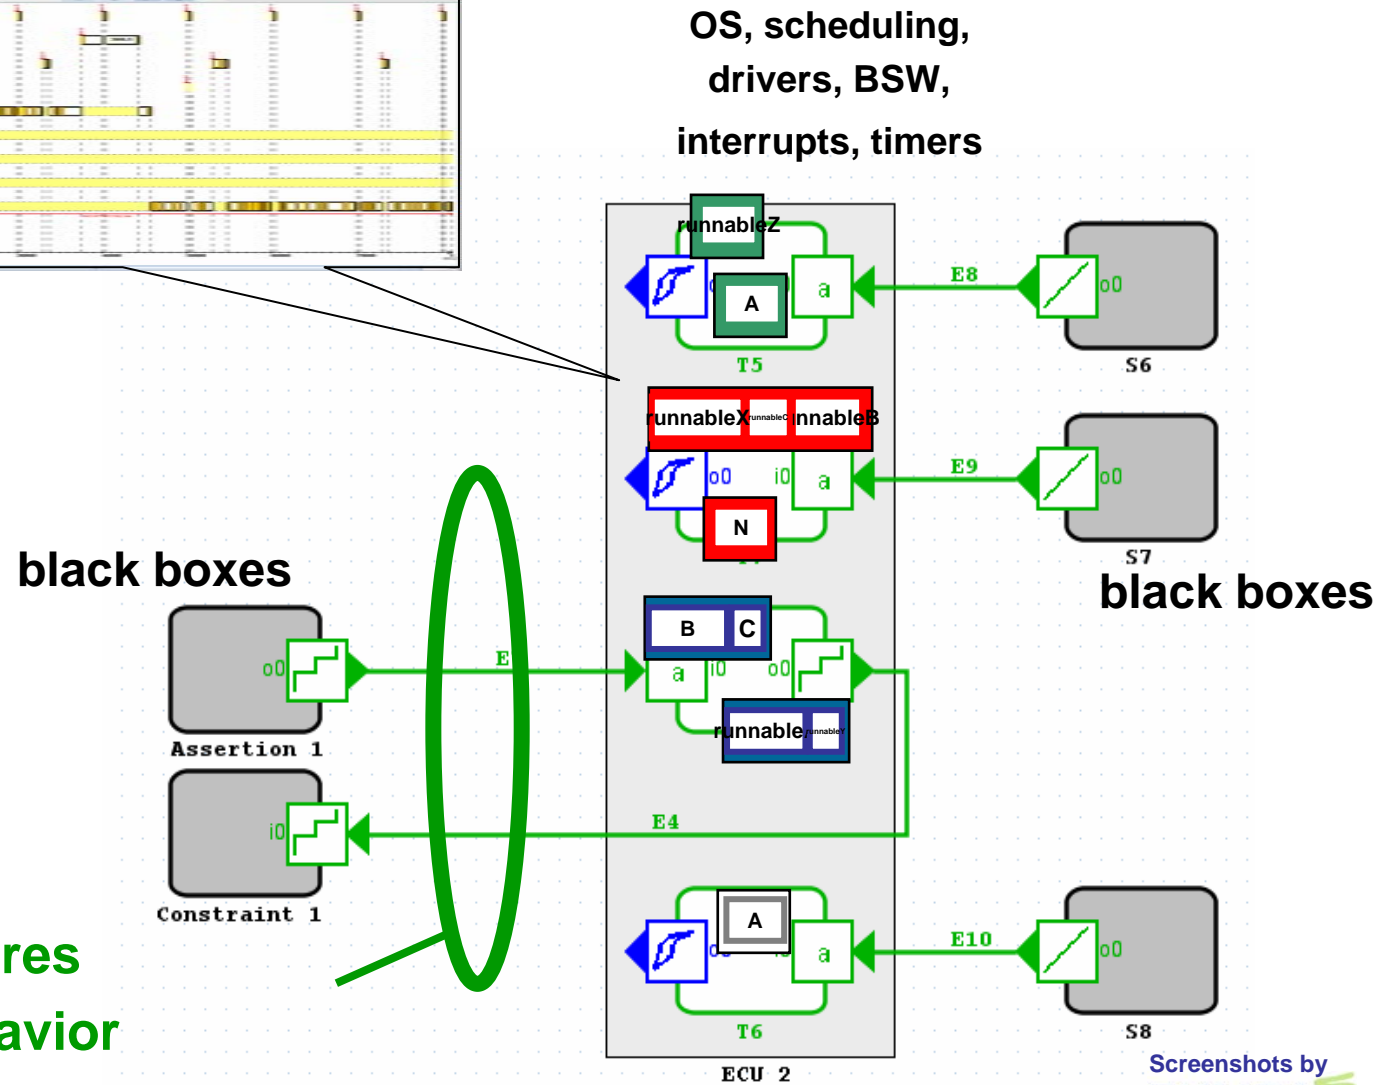 OS, scheduling,
drivers, BSW,
interrupts, timers
runnableZ
A
a
E8
o0
T5
S6
runnableX runnableC nnableB
o0 i0 a
E9
o0
N
S7
black boxes
black boxes
B C
o0
E
a i0 o0
runnable runnableY
Assertion 1
i0
E4
Constraint 1
A
a
E10
o0
res
avior
T6
S8
ECU 2
Screenshots by